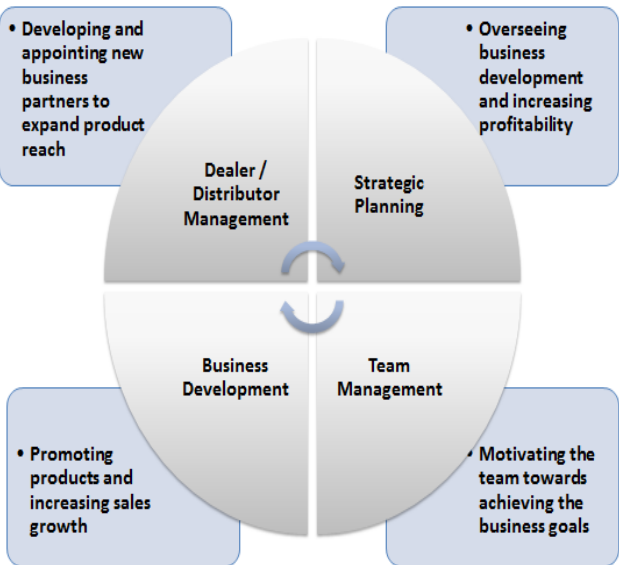 • Developing and
appointing new
business
partners to
expand product
reach
• Overseeing
business
development
and increasing
profitability
Dealer /
Distributor
Management
Strategic
Planning
Business
Development
Team
Management
• Promoting
products and
increasing sales
growth
• Motivating the
team towards
achieving the
business goals